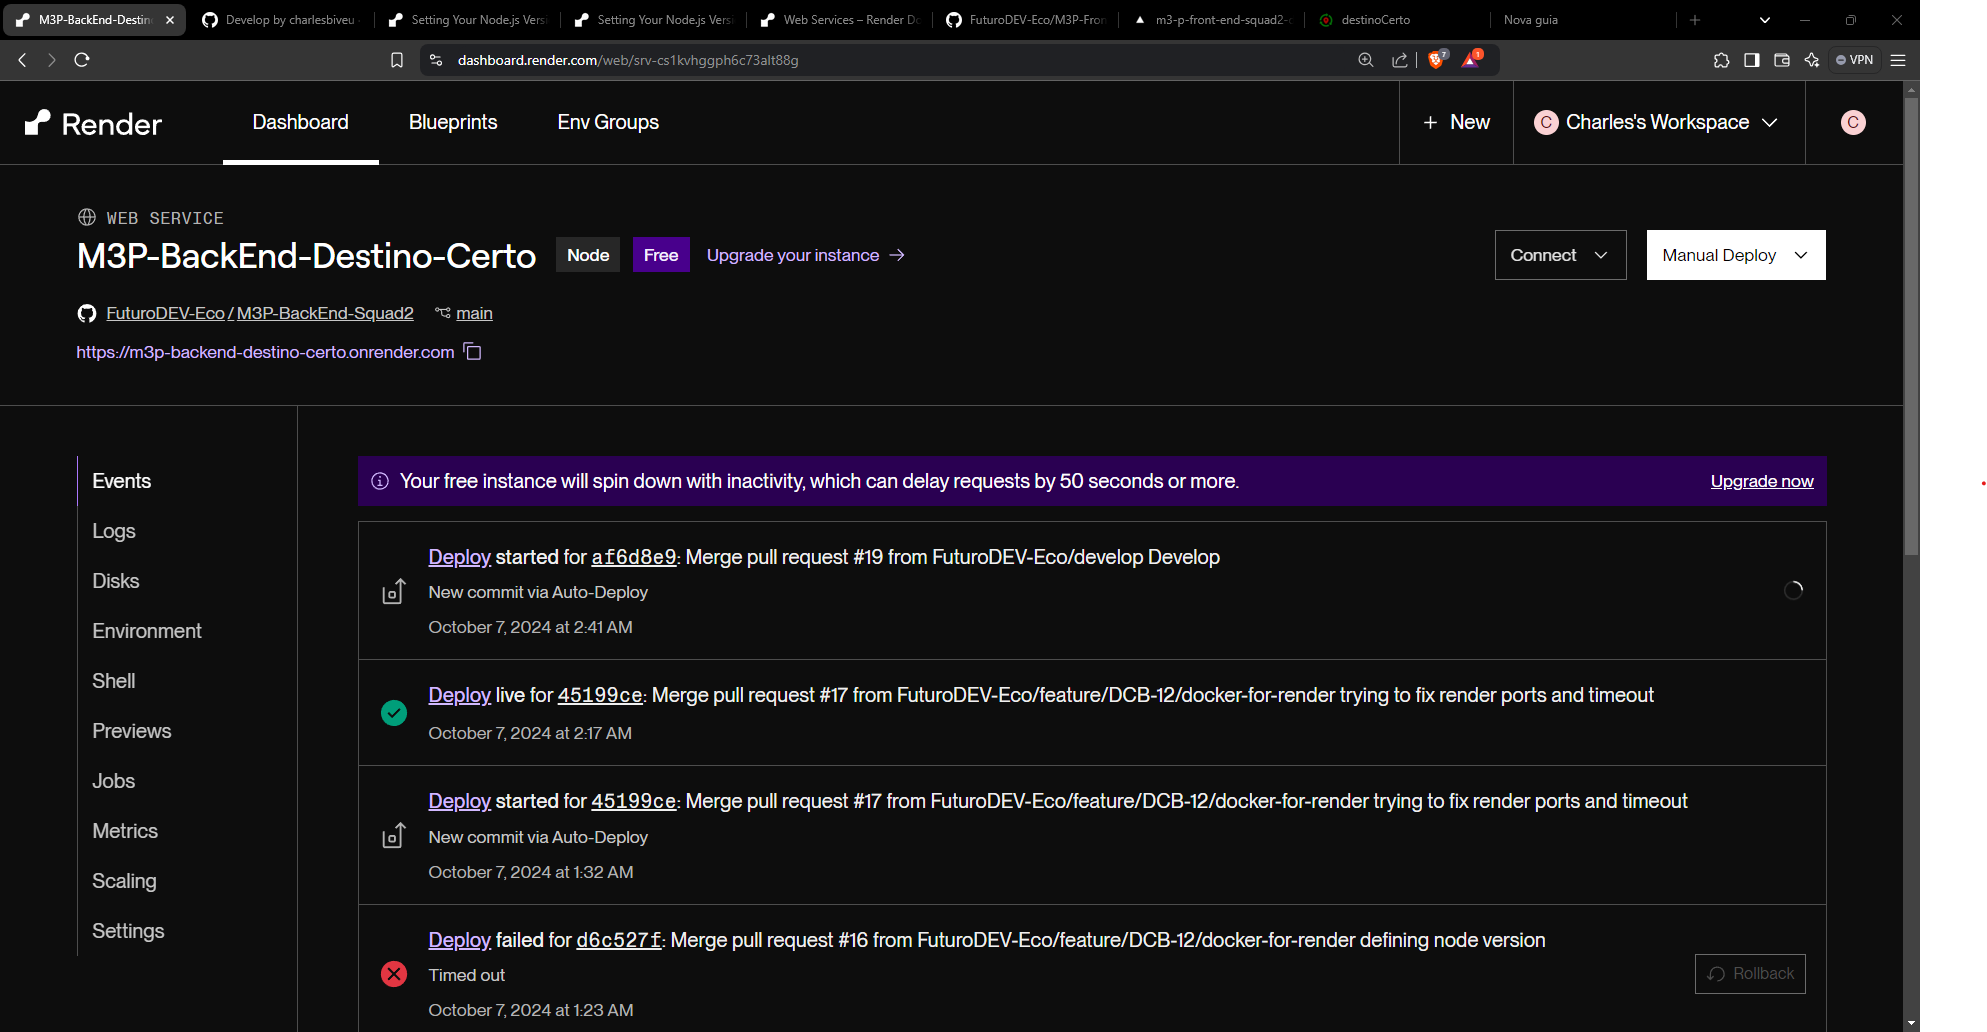 M3P-BackEnd-Destino
Develop by charlesbiveu
Setting Your Node.js Versi
Setting Your Node.js Versi
Web Services – Render Do
FuturoDEV-Eco/M3P-Fron
m3-p-front-end-squad2-d
destinoCerto
Nova guia
dashboard.render.com/web/srv-cs1kvhggph6c73alt88g
7
1
VPN
Render
Dashboard
Blueprints
Env Groups
+ New
C Charles's Workspace
C
WEB SERVICE
M3P-BackEnd-Destino-Certo
Node
Free
Upgrade your instance →
Connect
Manual Deploy
FuturoDEV-Eco / M3P-BackEnd-Squad2
main
https://m3p-backend-destino-certo.onrender.com
Events
Logs
Disks
Environment
Shell
Previews
Jobs
Metrics
Scaling
Settings
Your free instance will spin down with inactivity, which can delay requests by 50 seconds or more.
Upgrade now
Deploy started for af6d8e9: Merge pull request #19 from FuturoDEV-Eco/develop Develop
New commit via Auto-Deploy
October 7, 2024 at 2:41 AM
Deploy live for 45199ce: Merge pull request #17 from FuturoDEV-Eco/feature/DCB-12/docker-for-render trying to fix render ports and timeout
October 7, 2024 at 2:17 AM
Deploy started for 45199ce: Merge pull request #17 from FuturoDEV-Eco/feature/DCB-12/docker-for-render trying to fix render ports and timeout
New commit via Auto-Deploy
October 7, 2024 at 1:32 AM
Deploy failed for d6c527f: Merge pull request #16 from FuturoDEV-Eco/feature/DCB-12/docker-for-render defining node version
Timed out
October 7, 2024 at 1:23 AM
Rollback